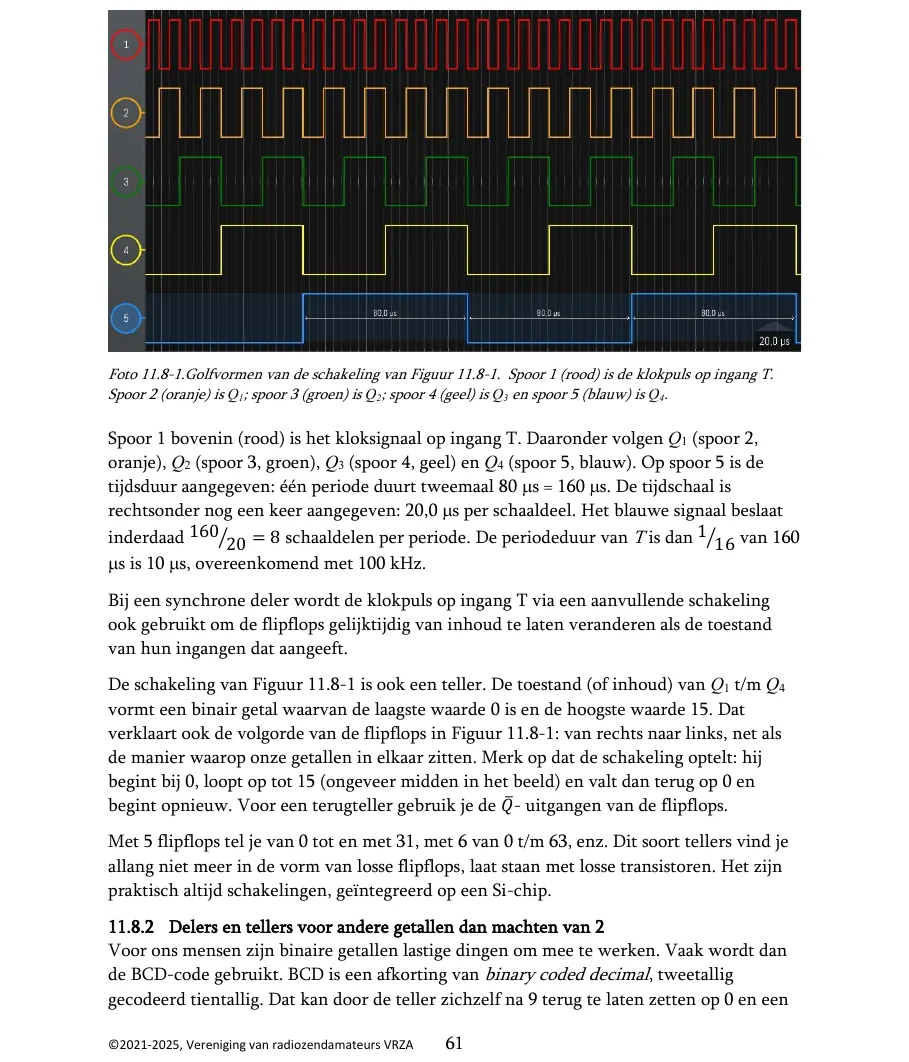 1
2
3
4
5
80,0 µs
80,0 µs
80,0 µs
20,0 µs
Foto 11.8-1.Golfvormen van de schakeling van Figuur 11.8-1. Spoor 1 (rood) is de klokpuls op ingang T.
Spoor 2 (oranje) is Q1; spoor 3 (groen) is Q2; spoor 4 (geel) is Q3 en spoor 5 (blauw) is Q4.
Spoor 1 bovenin (rood) is het kloksignaal op ingang T. Daaronder volgen Q1 (spoor 2,
oranje), Q2 (spoor 3, groen), Q3 (spoor 4, geel) en Q4 (spoor 5, blauw). Op spoor 5 is de
tijdsduur aangegeven: één periode duurt tweemaal 80 µs = 160 µs. De tijdschaal is
rechtsonder nog een keer aangegeven: 20,0 µs per schaaldeel. Het blauwe signaal beslaat
inderdaad 160/20 = 8 schaaldelen per periode. De periodeduur van T is dan 1/16 van 160
µs is 10 µs, overeenkomend met 100 kHz.
Bij een synchrone deler wordt de klokpuls op ingang T via een aanvullende schakeling
ook gebruikt om de flipflops gelijktijdig van inhoud te laten veranderen als de toestand
van hun ingangen dat aangeeft.
De schakeling van Figuur 11.8-1 is ook een teller. De toestand (of inhoud) van Q1 t/m Q4
vormt een binair getal waarvan de laagste waarde 0 is en de hoogste waarde 15. Dat
verklaart ook de volgorde van de flipflops in Figuur 11.8-1: van rechts naar links, net als
de manier waarop onze getallen in elkaar zitten. Merk op dat de schakeling optelt: hij
begint bij 0, loopt op tot 15 (ongeveer midden in het beeld) en valt dan terug op 0 en
begint opnieuw. Voor een terugteller gebruik je de Q̄- uitgangen van de flipflops.
Met 5 flipflops tel je van 0 tot en met 31, met 6 van 0 t/m 63, enz. Dit soort tellers vind je
allang niet meer in de vorm van losse flipflops, laat staan met losse transistoren. Het zijn
praktisch altijd schakelingen, geïntegreerd op een Si-chip.
11.8.2 Delers en tellers voor andere getallen dan machten van 2
Voor ons mensen zijn binaire getallen lastige dingen om mee te werken. Vaak wordt dan
de BCD-code gebruikt. BCD is een afkorting van binary coded decimal, tweetallig
gecodeerd tientallig. Dat kan door de teller zichzelf na 9 terug te laten zetten op 0 en een
©2021-2025, Vereniging van radiozendamateurs VRZA 61